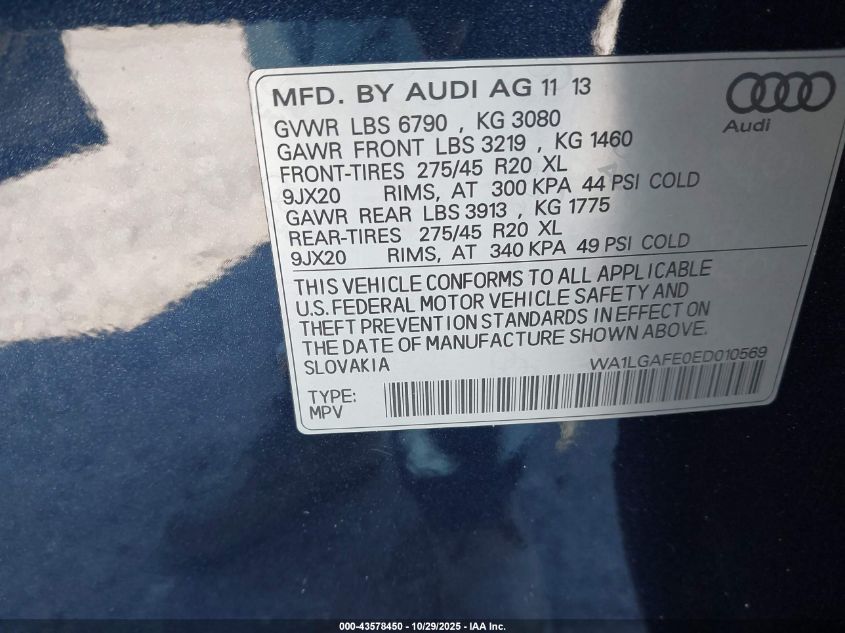 MFD. BY AUDI AG 11 13
Audi
GVWR LBS 6790 , KG 3080
GAWR FRONT LBS 3219 , KG 1460
FRONT-TIRES 275/45 R20 XL
9JX20 RIMS, AT 300 KPA 44 PSI COLD
GAWR REAR LBS 3913 , KG 1775
REAR-TIRES 275/45 R20 XL
9JX20 RIMS, AT 340 KPA 49 PSI COLD
THIS VEHICLE CONFORMS TO ALL APPLICABLE
U.S. FEDERAL MOTOR VEHICLE SAFETY AND
THEFT PREVENTION STANDARDS IN EFFECT ON
THE DATE OF MANUFACTURE SHOWN ABOVE.
SLOVAKIA
WA1LGAFE0ED010569
TYPE:
MPV
000-43578450 - 10/29/2025 - IAA Inc.